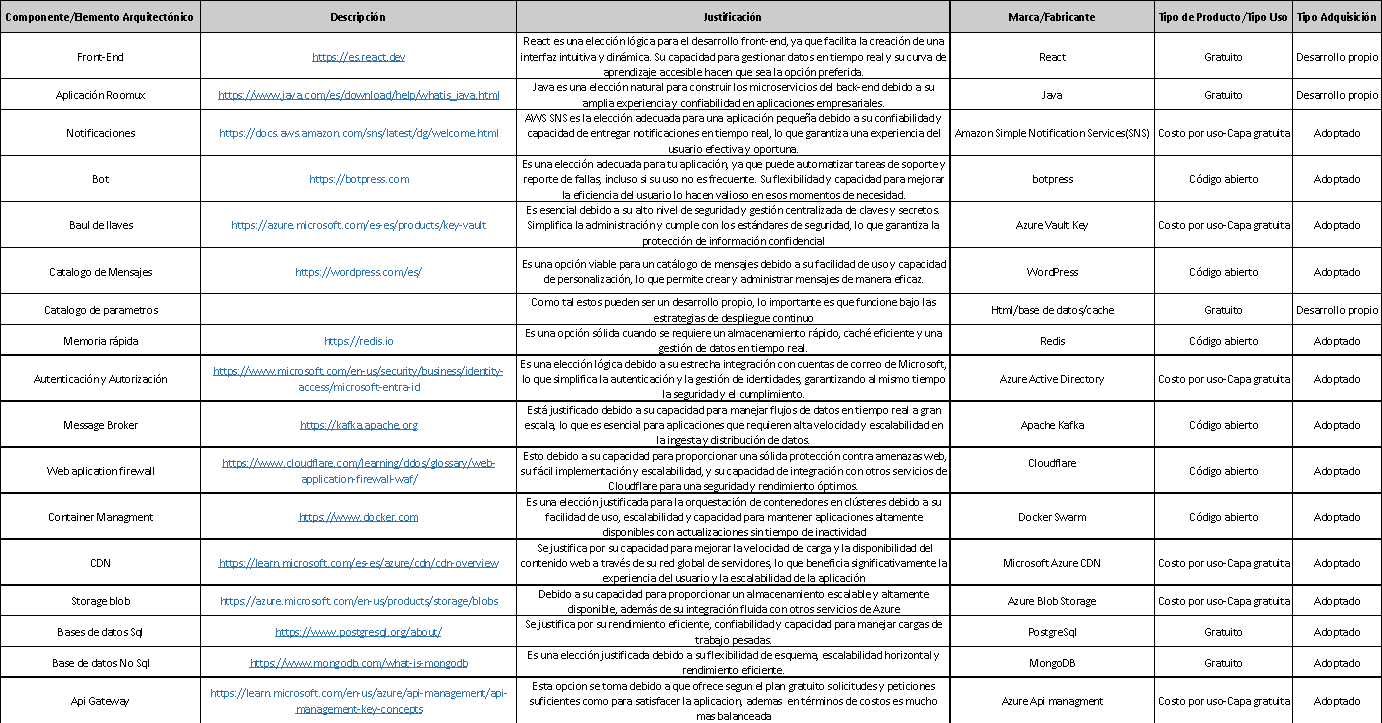 Componente/Elemento Arquitectónico Descripción Justificación Marca/Fabricante Tipo de Producto/Tipo Uso Tipo Adquisición
React es una elección lógica para el desarrollo front-end, ya que facilita la creación de una
Front-End https://es.react.dev interfaz intuitiva y dinámica. Su capacidad para gestionar datos en tiempo real y su curva de React Gratuito Desarrollo propio
aprendizaje accesible hacen que sea la opción preferida.
Aplicación Roomux https://www.java.com/es/download/help/whatis_java.html Java es una elección natural para construir los microservicios del back-end debido a su Java Gratuito Desarrollo propio
amplia experiencia y confiabilidad en aplicaciones empresariales.
AWS SNS es la elección adecuada para una aplicación pequeña debido a su confiabilidad y
Notificaciones https://docs.aws.amazon.com/sns/latest/dg/welcome.html capacidad de entregar notificaciones en tiempo real, lo que garantiza una experiencia del Amazon Simple Notification Services(SNS) Costo por uso-Capa gratuita Adoptado
usuario efectiva y oportuna.
Es una elección adecuada para tu aplicación, ya que puede automatizar tareas de soporte y
Bot https://botpress.com reporte de fallas, incluso si su uso no es frecuente. Su flexibilidad y capacidad para mejorar botpress Código abierto Adoptado
la eficiencia del usuario lo hacen valioso en esos momentos de necesidad.
Es esencial debido a su alto nivel de seguridad y gestión centralizada de claves y secretos.
Baul de llaves https://azure.microsoft.com/es-es/products/key-vault Simplifica la administración y cumple con los estándares de seguridad, lo que garantiza la Azure Vault Key Costo por uso-Capa gratuita Adoptado
protección de información confidencial
Catalogo de Mensajes https://wordpress.com/es/ Es una opción viable para un catálogo de mensajes debido a su facilidad de uso y capacidad WordPress Código abierto Adoptado
de personalización, lo que permite crear y administrar mensajes de manera eficaz.
Catalogo de parametros Como tal estos pueden ser un desarrollo propio, lo importante es que funcione bajo las Html/base de datos/cache Gratuito Desarrollo propio
estrategias de despliegue continuo
Memoria rápida https://redis.io Es una opción sólida cuando se requiere un almacenamiento rápido, caché eficiente y una Redis Código abierto Adoptado
gestión de datos en tiempo real.
https://www.microsoft.com/en-us/security/business/identity- Es una elección lógica debido a su estrecha integración con cuentas de correo de Microsoft,
Autenticación y Autorización access/microsoft-entra-id lo que simplifica la autenticación y la gestión de identidades, garantizando al mismo tiempo Azure Active Directory Costo por uso-Capa gratuita Adoptado
la seguridad y el cumplimiento.
Está justificado debido a su capacidad para manejar flujos de datos en tiempo real a gran
Message Broker https://kafka.apache.org escala, lo que es esencial para aplicaciones que requieren alta velocidad y escalabilidad en Apache Kafka Código abierto Adoptado
la ingesta y distribución de datos.
https://www.cloudflare.com/learning/ddos/glossary/web- Esto debido a su capacidad para proporcionar una sólida protección contra amenazas web, Cloudflare
Web aplication firewall application-firewall-waf/ su fácil implementación y escalabilidad, y su capacidad de integración con otros servicios de Código abierto Adoptado
Cloudflare para una seguridad y rendimiento óptimos.
Es una elección justificada para la orquestación de contenedores en clústeres debido a su
Container Managment https://www.docker.com facilidad de uso, escalabilidad y capacidad para mantener aplicaciones altamente Docker Swarm Código abierto Adoptado
disponibles con actualizaciones sin tiempo de inactividad
Se justifica por su capacidad para mejorar la velocidad de carga y la disponibilidad del
CDN https://learn.microsoft.com/es-es/azure/cdn/cdn-overview contenido web a través de su red global de servidores, lo que beneficia significativamente la Microsoft Azure CDN Costo por uso-Capa gratuita Adoptado
experiencia del usuario y la escalabilidad de la aplicación
Storage blob https://azure.microsoft.com/en-us/products/storage/blobs Debido a su capacidad para proporcionar un almacenamiento escalable y altamente Azure Blob Storage Costo por uso-Capa gratuita Adoptado
disponible, además de su integración fluida con otros servicios de Azure
Bases de datos Sql https://www.postgresql.org/about/ Se justifica por su rendimiento eficiente, confiabilidad y capacidad para manejar cargas de PostgreSql Gratuito Adoptado
trabajo pesadas.
Base de datos No Sql https://www.mongodb.com/what-is-mongodb Es una elección justificada debido a su flexibilidad de esquema, escalabilidad horizontal y MongoDB Gratuito Adoptado
rendimiento eficiente.
https://learn.microsoft.com/en-us/azure/api-management/api- Esta opcion se toma debido a que ofrece segun el plan gratuito solicitudes y peticiones
Api Gateway management-key-concepts suficientes como para satisfacer la aplicacion, ademas en términos de costos es mucho Azure Api managment Costo por uso-Capa gratuita Adoptado
mas balanceada